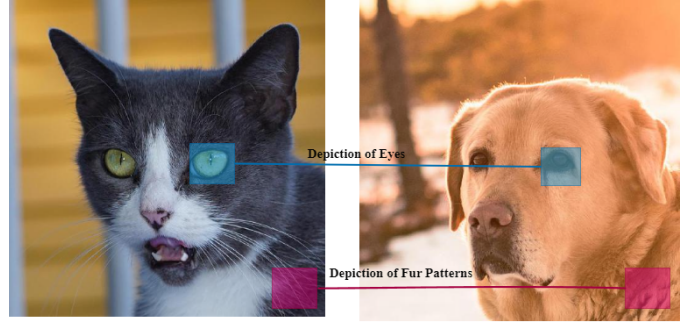 Depiction of Eyes
Depiction of Fur Patterns